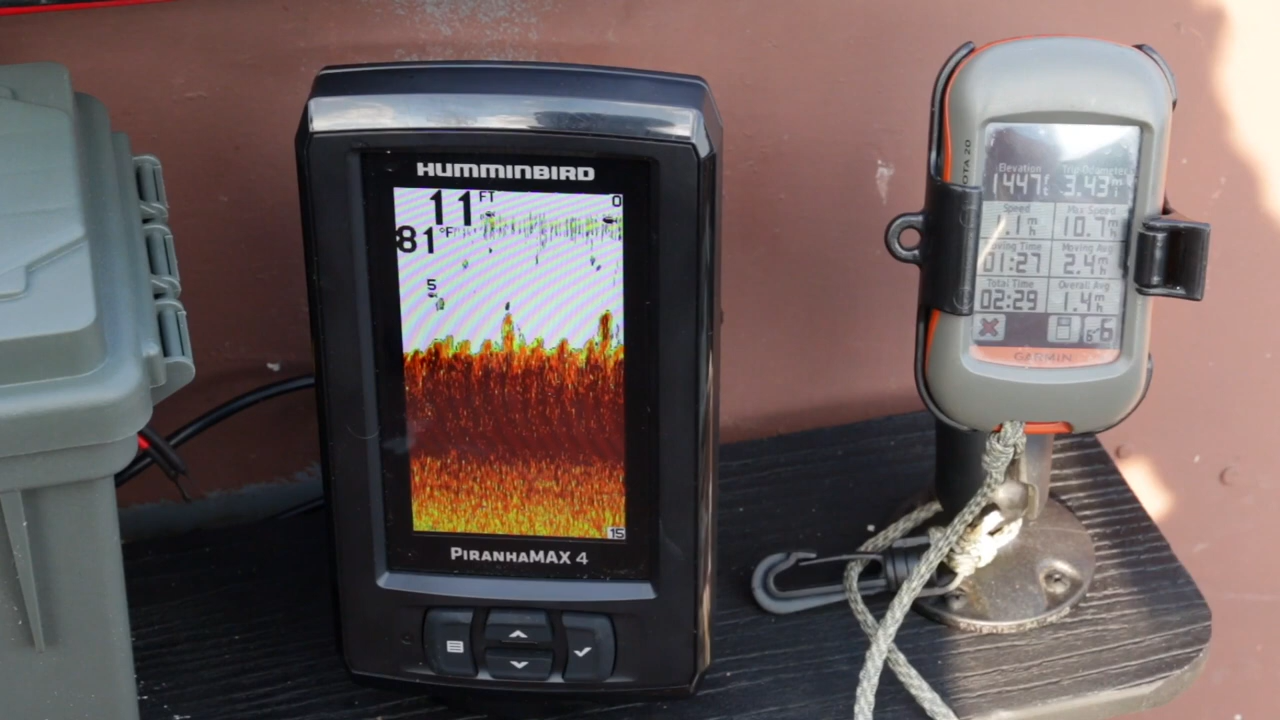 HUMMINBIRD
11 FT
0
81 °F
5
15
PIRANHAMAX 4
OTA 20
Elevation
1447
Trip Odometer
3.43
Speed
.1
Max Speed
10.7
Moving Time
01:27
Moving Avg
2.4
Total Time
02:29
Overall Avg
1.4
GARMIN